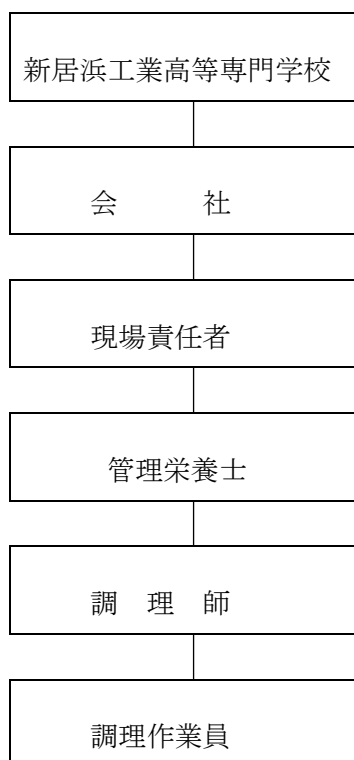 新居浜工業高等専門学校
会　　　社
現場責任者
管理栄養士
調　理　師
調理作業員